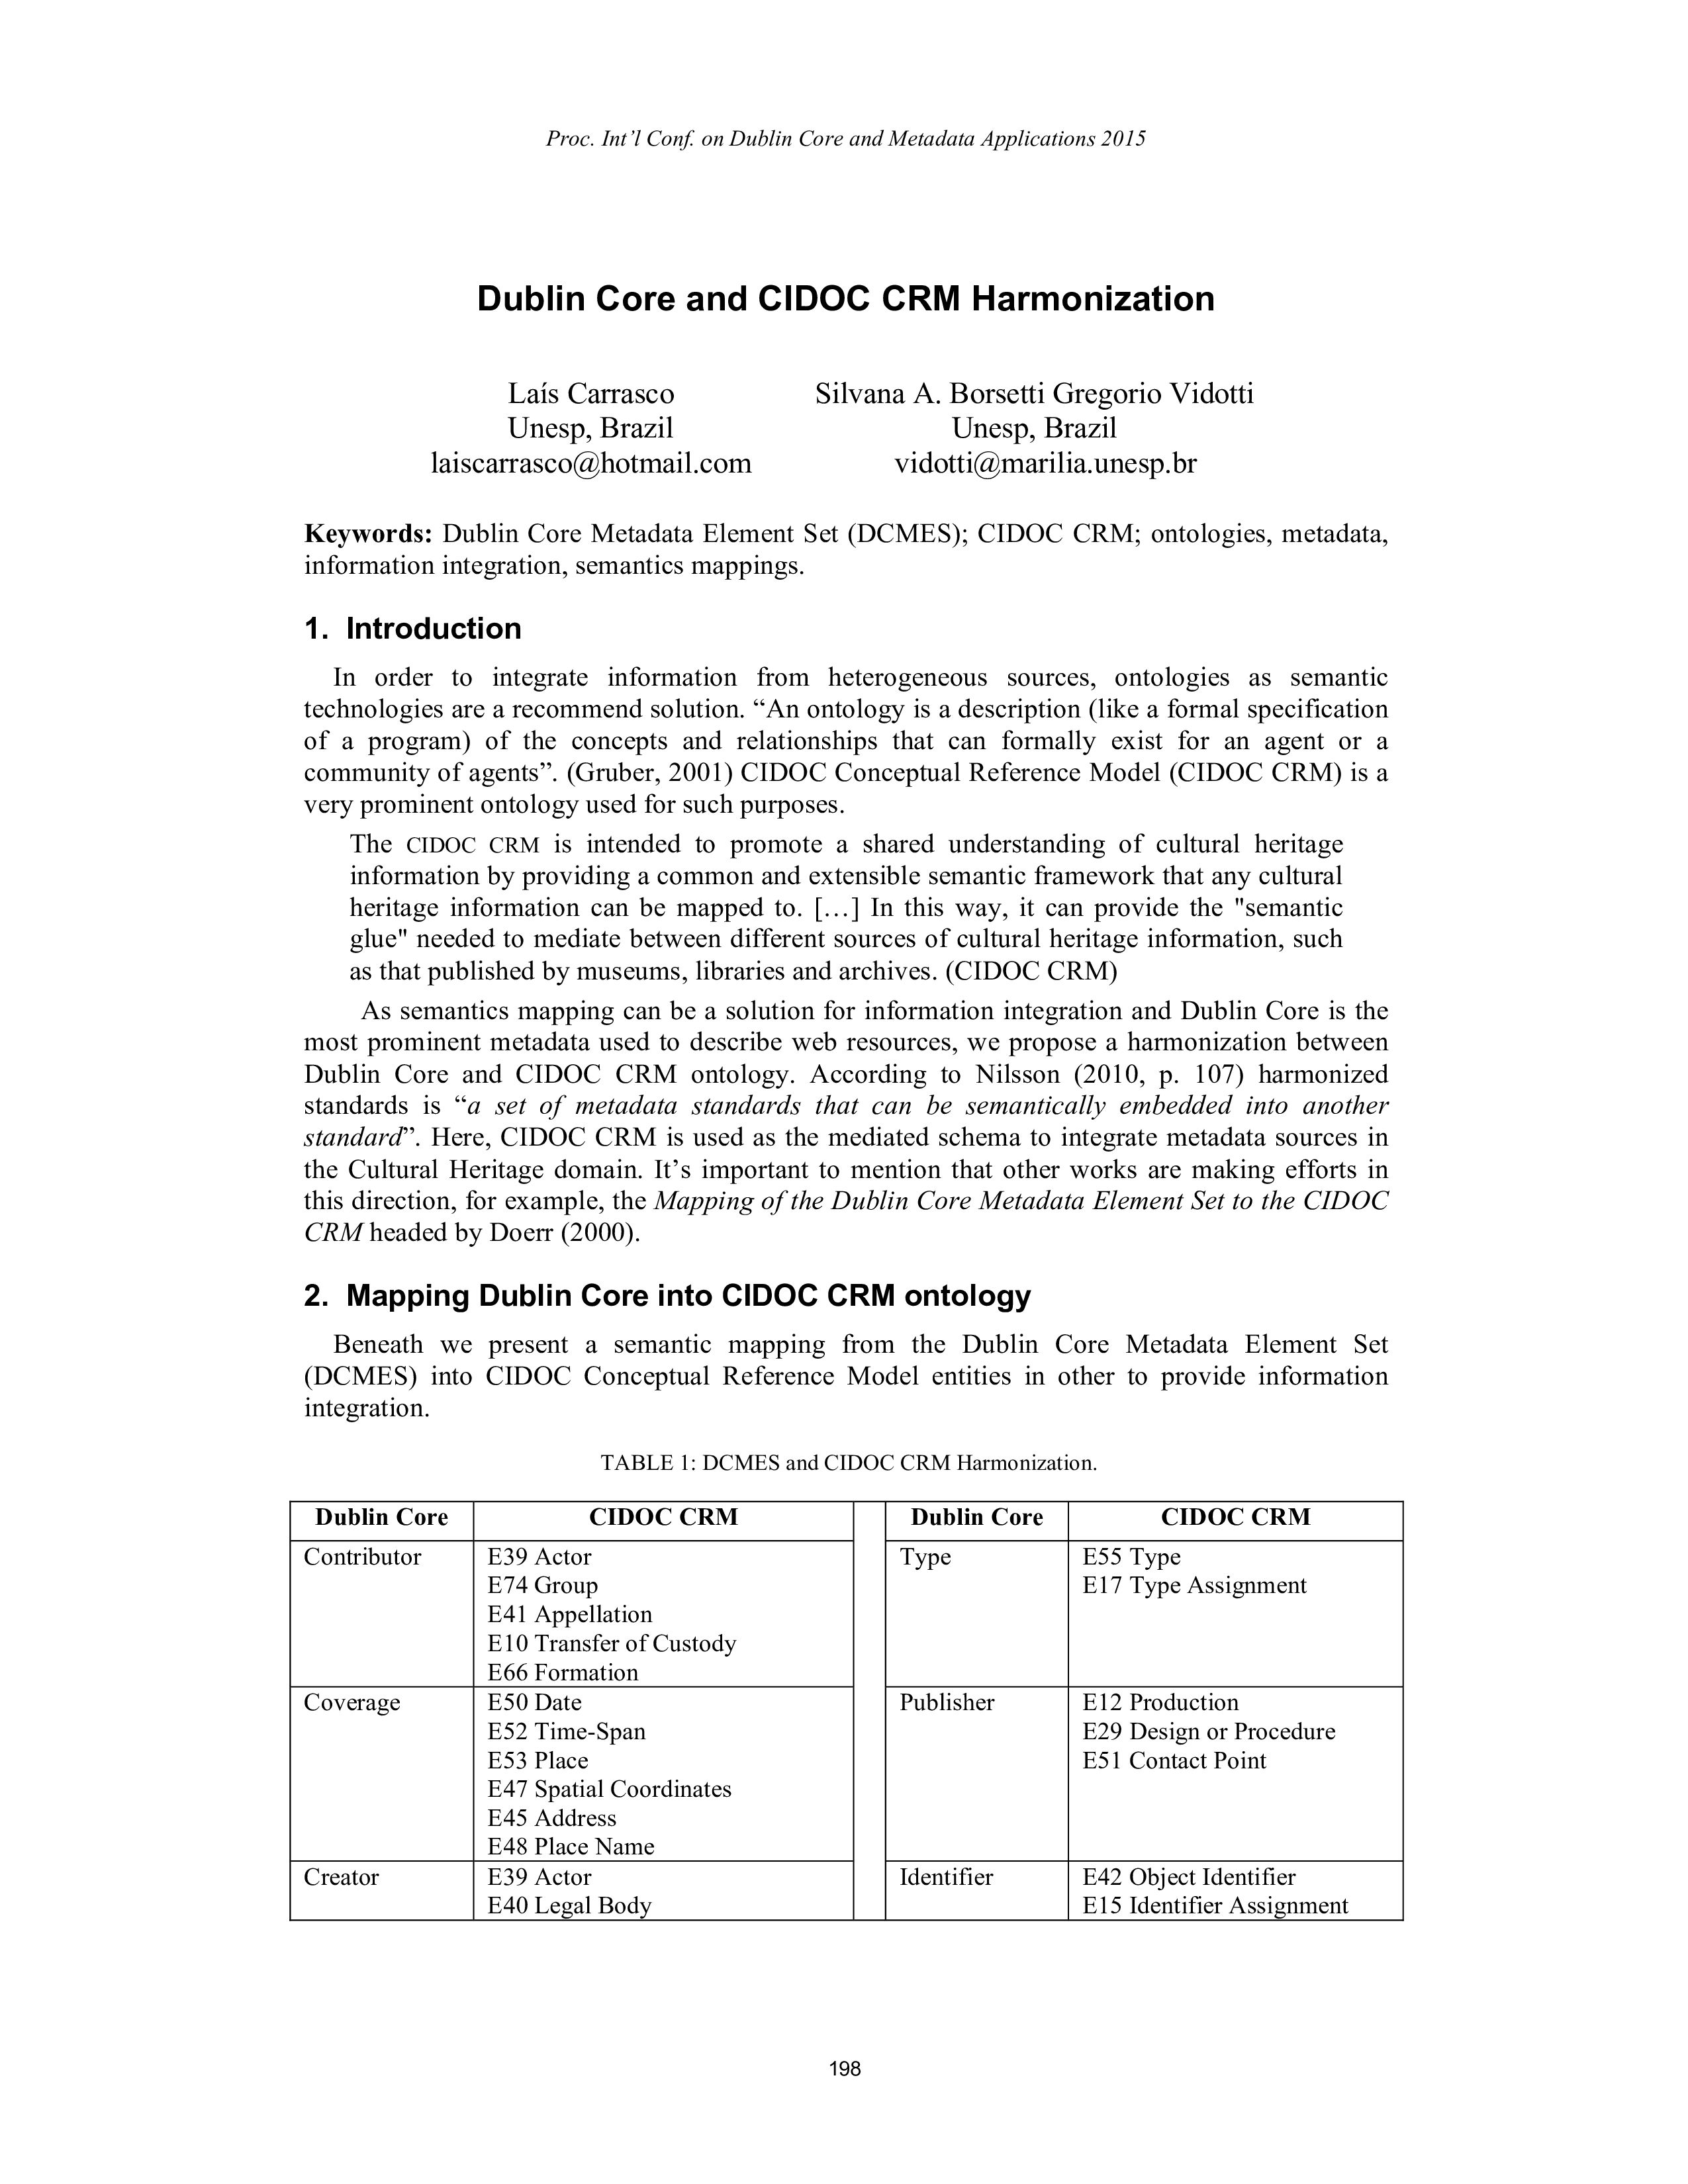 Proc. Int’l Conf. on Dublin Core and Metadata Applications 2015
Dublin Core and CIDOC CRM Harmonization
Laís Carrasco
Unesp, Brazil
laiscarrasco@hotmail.com
Silvana A. Borsetti Gregorio Vidotti
Unesp, Brazil
vidotti@marilia.unesp.br
Keywords: Dublin Core Metadata Element Set (DCMES); CIDOC CRM; ontologies, metadata,
information integration, semantics mappings.
1. Introduction
In order to integrate information from heterogeneous sources, ontologies as semantic
technologies are a recommend solution. “An ontology is a description (like a formal specification
of a program) of the concepts and relationships that can formally exist for an agent or a
community of agents”. (Gruber, 2001) CIDOC Conceptual Reference Model (CIDOC CRM) is a
very prominent ontology used for such purposes.
The CIDOC CRM is intended to promote a shared understanding of cultural heritage
information by providing a common and extensible semantic framework that any cultural
heritage information can be mapped to. […] In this way, it can provide the "semantic
glue" needed to mediate between different sources of cultural heritage information, such
as that published by museums, libraries and archives. (CIDOC CRM)
As semantics mapping can be a solution for information integration and Dublin Core is the
most prominent metadata used to describe web resources, we propose a harmonization between
Dublin Core and CIDOC CRM ontology. According to Nilsson (2010, p. 107) harmonized
standards is “a set of metadata standards that can be semantically embedded into another
standard”. Here, CIDOC CRM is used as the mediated schema to integrate metadata sources in
the Cultural Heritage domain. It’s important to mention that other works are making efforts in
this direction, for example, the Mapping of the Dublin Core Metadata Element Set to the CIDOC
CRM headed by Doerr (2000).
2. Mapping Dublin Core into CIDOC CRM ontology
Beneath we present a semantic mapping from the Dublin Core Metadata Element Set
(DCMES) into CIDOC Conceptual Reference Model entities in other to provide information
integration.
TABLE 1: DCMES and CIDOC CRM Harmonization.
Dublin Core CIDOC CRM Dublin Core CIDOC CRM
Contributor E39 Actor Type E55 Type
E74 Group E17 Type Assignment
E41 Appellation
E10 Transfer of Custody
E66 Formation
Coverage E50 Date Publisher E12 Production
E52 Time-Span E29 Design or Procedure
E53 Place E51 Contact Point
E47 Spatial Coordinates
E45 Address
E48 Place Name
Creator E39 Actor Identifier E42 Object Identifier
E40 Legal Body E15 Identifier Assignment
198